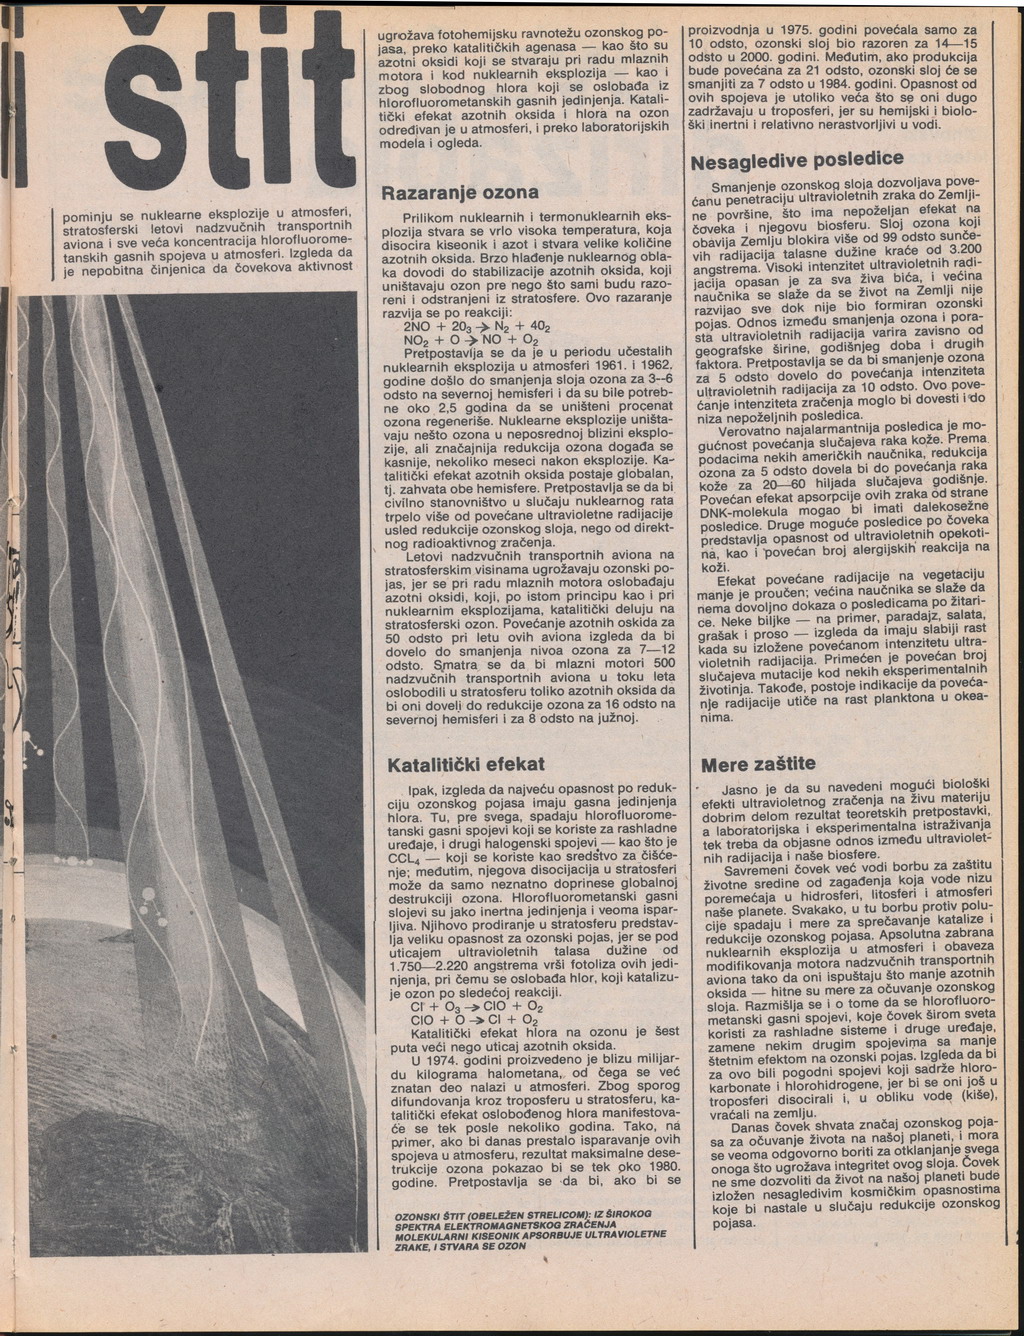 štit
pominju se nuklearne eksplozije u atmosferi,
stratosferski letovi nadzvučnih transportnih
aviona i sve veća koncentracija hlorofluorome-
tanskih gasnih spojeva u atmosferi. Izgleda da
je nepobitna činjenica da čovekova aktivnost
ugrožava fotohemijsku ravnotežu ozonskog po-
jasa, preko katalitičkih agenasa — kao što su
azotni oksidi koji se stvaraju pri radu mlaznih
motora i kod nuklearnih eksplozija — kao i
zbog slobodnog hlora koji se oslobađa iz
hlorofluorometanskih gasnih jedinjenja. Katali-
tički efekat azotnih oksida i hlora na ozon
određivan je u atmosferi, i preko laboratorijskih
modela i ogleda.
Razaranje ozona
Prilikom nuklearnih i termonuklearnih eks-
plozija stvara se vrlo visoka temperatura, koja
disocira kiseonik i azot i stvara velike količine
azotnih oksida. Brzo hlađenje nuklearnog obla-
ka dovodi do stabilizacije azotnih oksida, koji
uništavaju ozon pre nego što sami budu razo-
reni i odstranjeni iz stratosfere. Ovo razaranje
razvija se po reakciji:
2NO + 20₃ → N₂ + 40₂
NO₂ + O → NO + O₂
Pretpostavlja se da je u periodu učestalih
nuklearnih eksplozija u atmosferi 1961. i 1962.
godine došlo do smanjenja sloja ozona za 3--6
odsto na severnoj hemisferi i da su bile potreb-
ne oko 2,5 godina da se uništeni procenat
ozona regeneriše. Nuklearne eksplozije uništa-
vaju nešto ozona u neposrednoj blizini eksplo-
zije, ali značajnija redukcija ozona događa se
kasnije, nekoliko meseci nakon eksplozije. Ka-
talitički efekat azotnih oksida postaje globalan,
tj. zahvata obe hemisfere. Pretpostavlja se da bi
civilno stanovništvo u slučaju nuklearnog rata
trpelo više od povećane ultravioletne radijacije
usled redukcije ozonskog sloja, nego od direkt-
nog radioaktivnog zračenja.
Letovi nadzvučnih transportnih aviona na
stratosferskim visinama ugrožavaju ozonski po-
jas, jer se pri radu mlaznih motora oslobađaju
azotni oksidi, koji, po istom principu kao i pri
nuklearnim eksplozijama, katalitički deluju na
stratosferski ozon. Povećanje azotnih oskida za
50 odsto pri letu ovih aviona izgleda da bi
dovelo do smanjenja nivoa ozona za 7—12
odsto. Smatra se da bi mlazni motori 500
nadzvučnih transportnih aviona u toku leta
oslobodili u stratosferu toliko azotnih oksida da
bi oni doveli do redukcije ozona za 16 odsto na
severnoj hemisferi i za 8 odsto na južnoj.
Katalitički efekat
Ipak, izgleda da najveću opasnost po reduk-
ciju ozonskog pojasa imaju gasna jedinjenja
hlora. Tu, pre svega, spadaju hlorofluorome-
tanski gasni spojevi koji se koriste za rashladne
uređaje, i drugi halogenski spojevi — kao što je
CCL₄ — koji se koriste kao sredstvo za čišće-
nje; međutim, njegova disocijacija u stratosferi
može da samo neznatno doprinese globalnoj
destrukciji ozona. Hlorofluorometanski gasni
slojevi su jako inertna jedinjenja i veoma ispar-
ljiva. Njihovo prodiranje u stratosferu predstav-
lja veliku opasnost za ozonski pojas, jer se pod
uticajem ultravioletnih talasa dužine od
1.750—2.220 angstrema vrši fotoliza ovih jedi-
njenja, pri čemu se oslobađa hlor, koji katalizu-
je ozon po sledećoj reakciji.
Cl + O₃ → ClO + O₂
ClO + O → Cl + O₂
Katalitički efekat hlora na ozonu je šest
puta veći nego uticaj azotnih oksida.
U 1974. godini proizvedeno je blizu milijar-
du kilograma halometana, od čega se već
znatan deo nalazi u atmosferi. Zbog sporog
difundovanja kroz troposferu u stratosferu, ka-
talitički efekat oslobođenog hlora manifestova-
će se tek posle nekoliko godina. Tako, na
primer, ako bi danas prestalo isparavanje ovih
spojeva u atmosferu, rezultat maksimalne dese-
trukcije ozona pokazao bi se tek oko 1980.
godine. Pretpostavlja se da bi, ako bi se
OZONSKI ŠTIT (OBELEŽEN STRELICOM): IZ ŠIROKOG
SPEKTRA ELEKTROMAGNETSKOG ZRAČENJA
MOLEKULARNI KISEONIK APSORBUJE ULTRAVIOLETNE
ZRAKE, I STVARA SE OZON
proizvodnja u 1975. godini povećala samo za
10 odsto, ozonski sloj bio razoren za 14—15
odsto u 2000. godini. Međutim, ako produkcija
bude povećana za 21 odsto, ozonski sloj će se
smanjiti za 7 odsto u 1984. godini. Opasnost od
ovih spojeva je utoliko veća što se oni dugo
zadržavaju u troposferi, jer su hemijski i biolo-
ški inertni i relativno nerastvorljivi u vodi.
Nesagledive posledice
Smanjenje ozonskog sloja dozvoljava pove-
ćanu penetraciju ultravioletnih zraka do Zemlji-
ne površine, što ima nepoželjan efekat na
čoveka i njegovu biosferu. Sloj ozona koji
obavija Zemlju blokira više od 99 odsto sunče-
vih radijacija talasne dužine kraće od 3.200
angstrema. Visoki intenzitet ultravioletnih radi-
jacija opasan je za sva živa bića, i većina
naučnika se slaže da se život na Zemlji nije
razvijao sve dok nije bio formiran ozonski
pojas. Odnos između smanjenja ozona i pora-
sta ultravioletnih radijacija varira zavisno od
geografske širine, godišnjeg doba i drugih
faktora. Pretpostavlja se da bi smanjenje ozona
za 5 odsto dovelo do povećanja intenziteta
ultravioletnih radijacija za 10 odsto. Ovo pove-
ćanje intenziteta zračenja moglo bi dovesti i do
niza nepoželjnih posledica.
Verovatno najalarmantnija posledica je mo-
gućnost povećanja slučajeva raka kože. Prema
podacima nekih američkih naučnika, redukcija
ozona za 5 odsto dovela bi do povećanja raka
kože za 20—60 hiljada slučajeva godišnje.
Povećan efekat apsorpcije ovih zraka od strane
DNK-molekula mogao bi imati dalekosežne
posledice. Druge moguće posledice po čoveka
predstavlja opasnost od ultravioletnih opekoti-
na, kao i povećan broj alergijskih reakcija na
koži.
Efekat povećane radijacije na vegetaciju
manje je proučen; većina naučnika se slaže da
nema dovoljno dokaza o posledicama po žitari-
ce. Neke biljke — na primer, paradajz, salata,
grašak i proso — izgleda da imaju slabiji rast
kada su izložene povećanom intenzitetu ultra-
violetnih radijacija. Primećen je povećan broj
slučajeva mutacije kod nekih eksperimentalnih
životinja. Takođe, postoje indikacije da poveća-
nje radijacije utiče na rast planktona u okea-
nima.
Mere zaštite
Jasno je da su navedeni mogući biološki
efekti ultravioletnog zračenja na živu materiju
dobrim delom rezultat teoretskih pretpostavki,
a laboratorijska i eksperimentalna istraživanja
tek treba da objasne odnos između ultraviolet-
nih radijacija i naše biosfere.
Savremeni čovek već vodi borbu za zaštitu
životne sredine od zagađenja koja vode nizu
poremećaja u hidrosferi, litosferi i atmosferi
naše planete. Svakako, u tu borbu protiv polu-
cije spadaju i mere za sprečavanje katalize i
redukcije ozonskog pojasa. Apsolutna zabrana
nuklearnih eksplozija u atmosferi i obaveza
modifikovanja motora nadzvučnih transportnih
aviona tako da oni ispuštaju što manje azotnih
oksida — hitne su mere za očuvanje ozonskog
sloja. Razmišlja se i o tome da se hlorofluoro-
metanski gasni spojevi, koje čovek širom sveta
koristi za rashladne sisteme i druge uređaje,
zamene nekim drugim spojevima sa manje
štetnim efektom na ozonski pojas. Izgleda da bi
za ovo bili pogodni spojevi koji sadrže hloro-
karbonate i hlorohidrogene, jer bi se oni još u
troposferi disocirali i, u obliku vode (kiše),
vraćali na zemlju.
Danas čovek shvata značaj ozonskog poja-
sa za očuvanje života na našoj planeti, i mora
se veoma odgovorno boriti za otklanjanje svega
onoga što ugrožava integritet ovog sloja. Čovek
ne sme dozvoliti da život na našoj planeti bude
izložen nesagledivim kosmičkim opasnostima
koje bi nastale u slučaju redukcije ozonskog
pojasa.